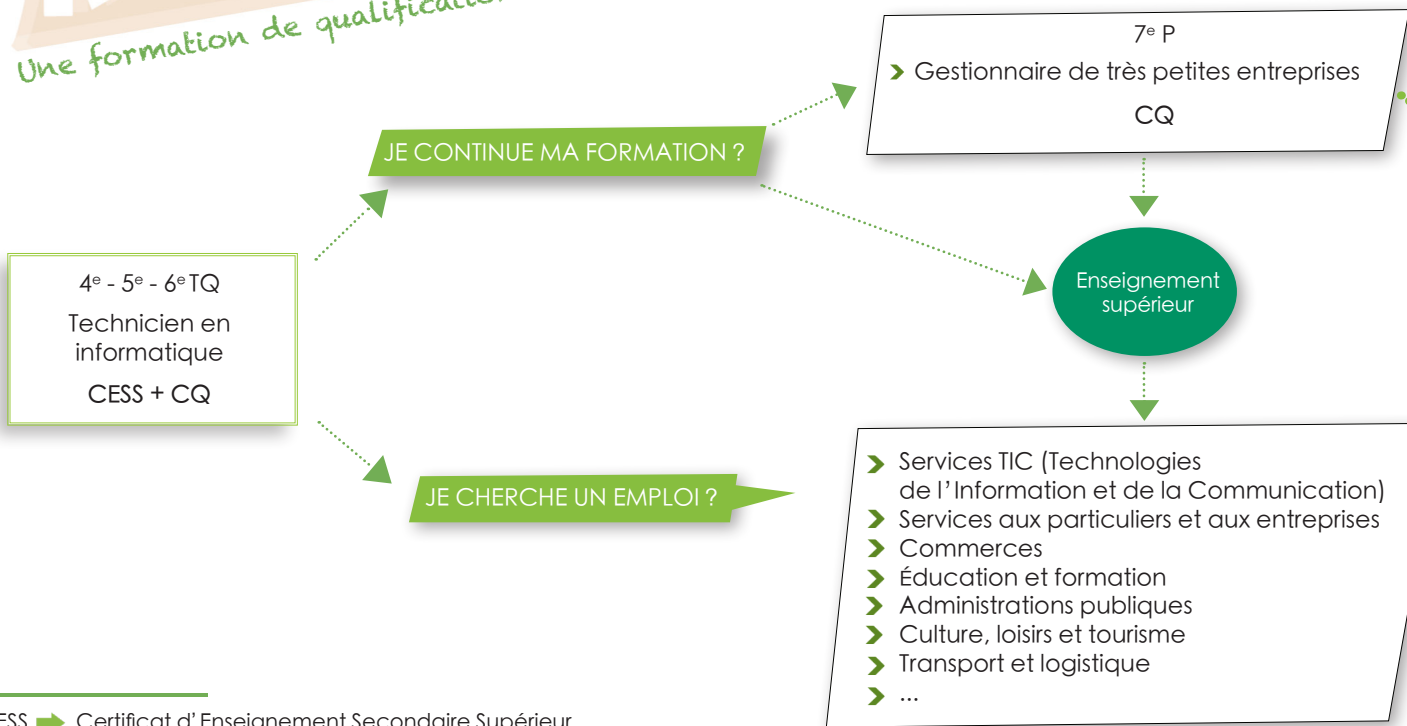 Une formation de qualification
7e P
Gestionnaire de très petites entreprises
CQ
JE CONTINUE MA FORMATION ?
4e - 5e - 6e TQ
Technicien en
informatique
CESS + CQ
Enseignement
supérieur
JE CHERCHE UN EMPLOI ?
Services TIC (Technologies
de l'Information et de la Communication)
Services aux particuliers et aux entreprises
Commerces
Éducation et formation
Administrations publiques
Culture, loisirs et tourisme
Transport et logistique
...
ESS Certificat d'Enseignement Secondaire Supérieur